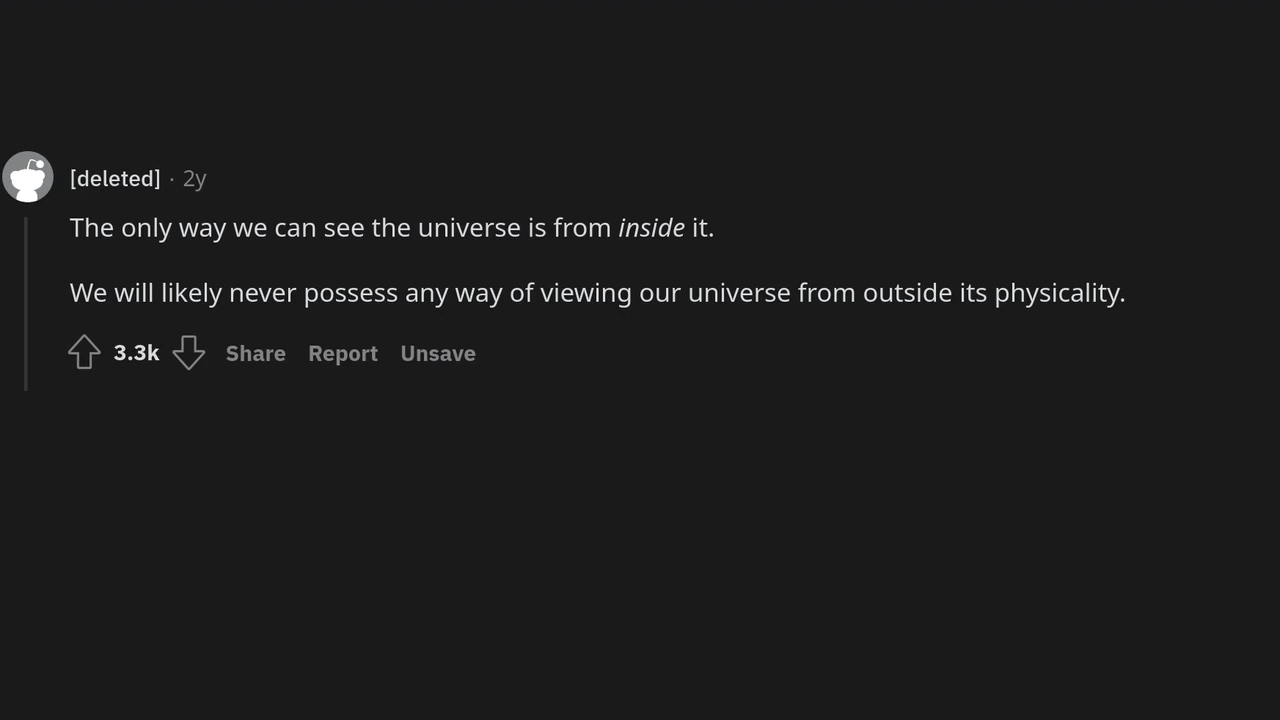 [deleted] · 2y
The only way we can see the universe is from inside it.
We will likely never possess any way of viewing our universe from outside its physicality.
3.3k Share Report Unsave